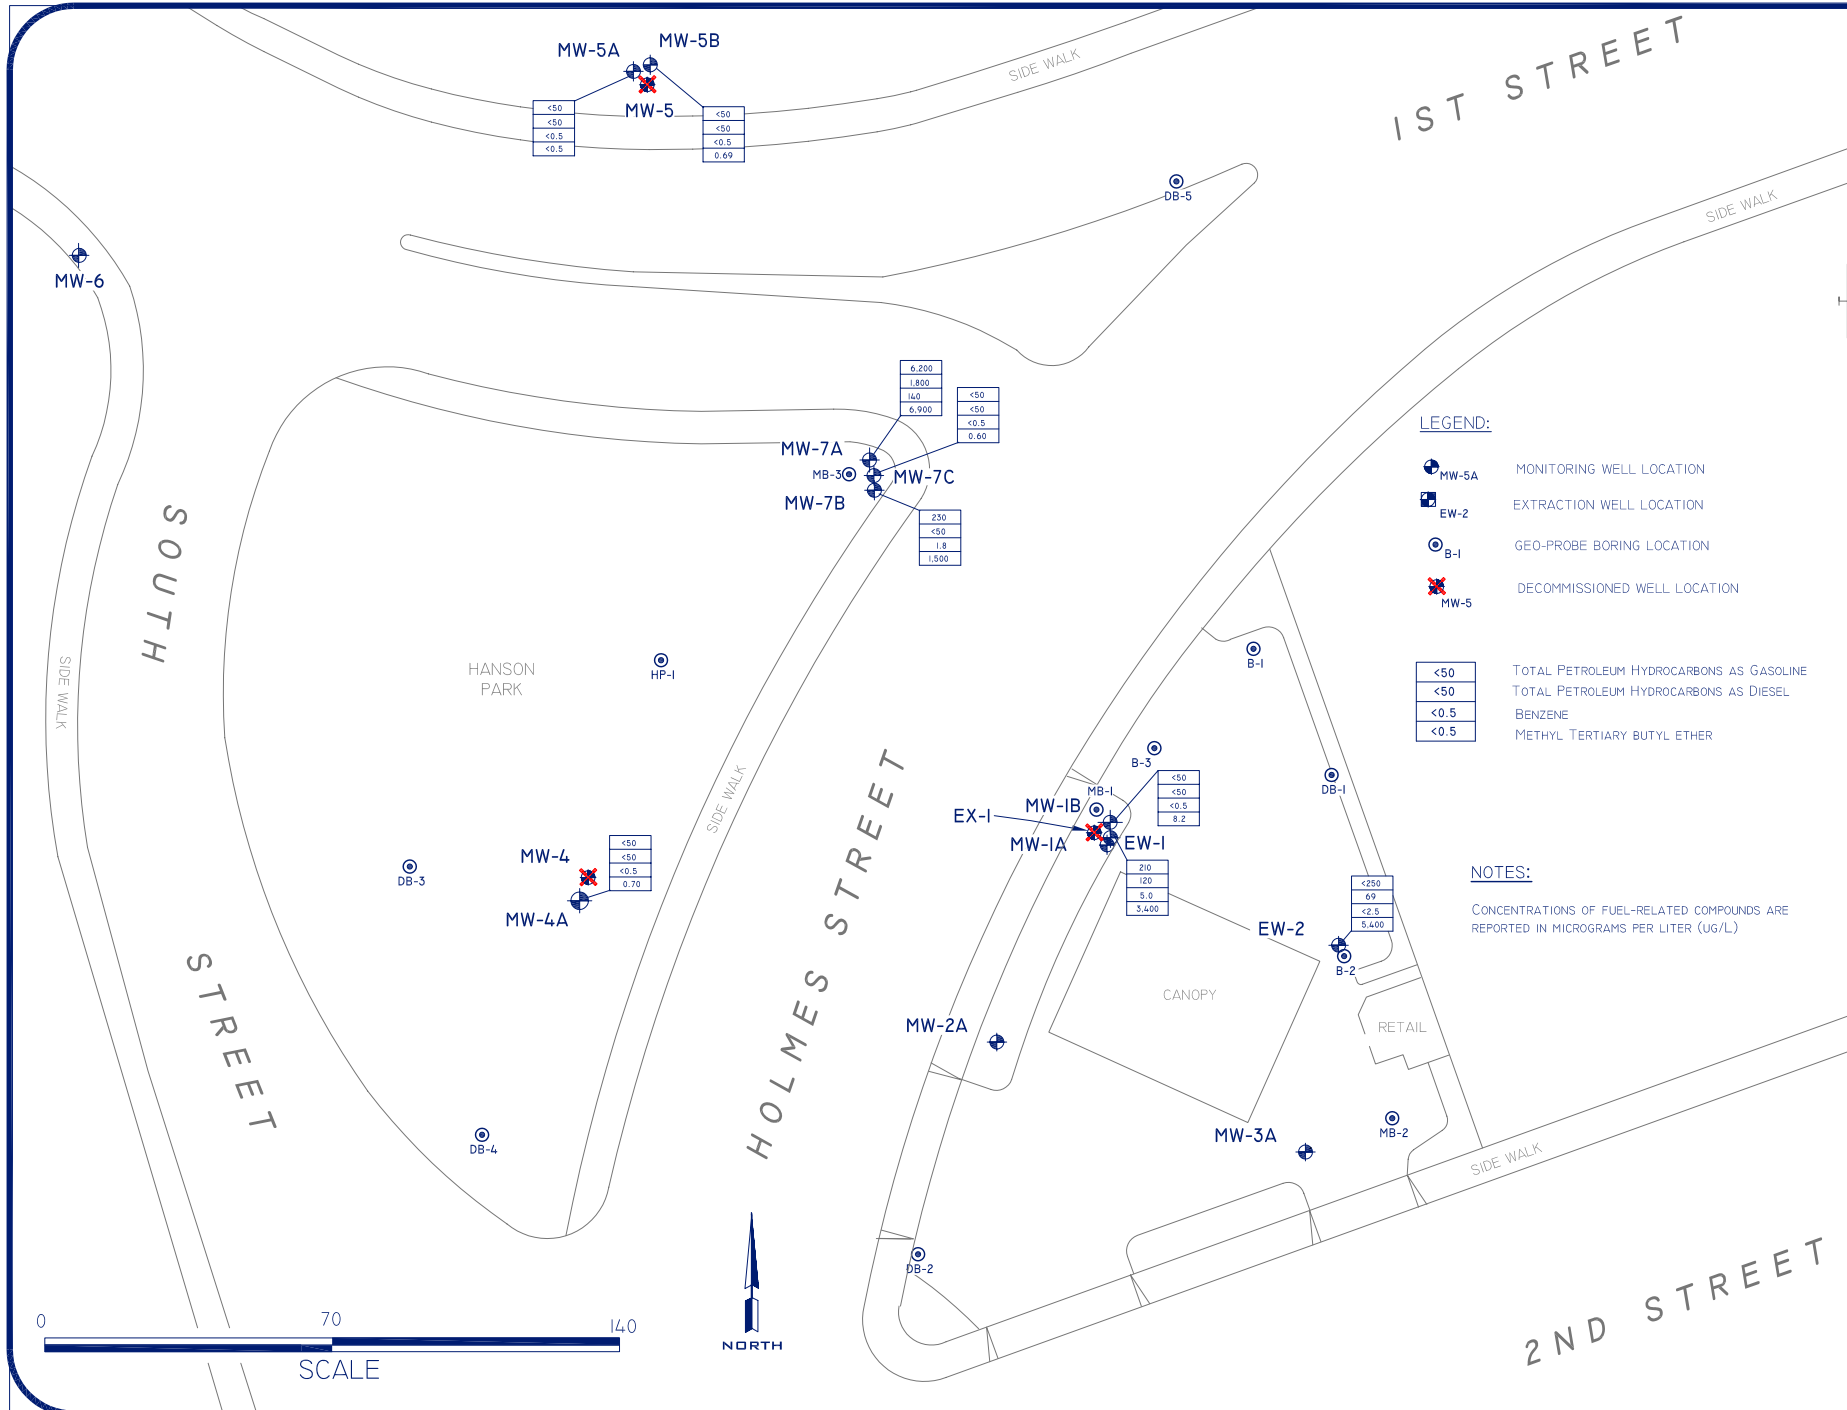 MW-5A
MW-5B
MW-5
<50
<50
<0.5
<0.5
<50
<50
<0.5
0.69
SIDE WALK
1ST STREET
DB-5
SIDE WALK
MW-6
6,200
1,800
140
6,900
<50
<50
<0.5
0.60
MW-7A
MB-3
MW-7C
MW-7B
230
<50
1.8
1,500
LEGEND:
MW-5A MONITORING WELL LOCATION
EW-2 EXTRACTION WELL LOCATION
B-1 GEO-PROBE BORING LOCATION
MW-5 DECOMMISSIONED WELL LOCATION
<50 TOTAL PETROLEUM HYDROCARBONS AS GASOLINE
<50 TOTAL PETROLEUM HYDROCARBONS AS DIESEL
<0.5 BENZENE
<0.5 METHYL TERTIARY BUTYL ETHER
SOUTH
STREET
SIDE WALK
HANSON
PARK
HP-1
B-1
B-3
DB-1
SIDE WALK
HOLMES STREET
MB-1
MW-1B
EX-1
MW-1A
EW-1
<50
<50
<0.5
8.2
210
120
5.0
3,400
MW-4
<50
<50
<0.5
0.70
MW-4A
DB-3
<250
69
<2.5
5,400
EW-2
B-2
NOTES:
CONCENTRATIONS OF FUEL-RELATED COMPOUNDS ARE
REPORTED IN MICROGRAMS PER LITER (UG/L)
CANOPY
RETAIL
MW-2A
MW-3A
MB-2
DB-4
SIDE WALK
DB-2
2ND STREET
NORTH
0 70 140
SCALE